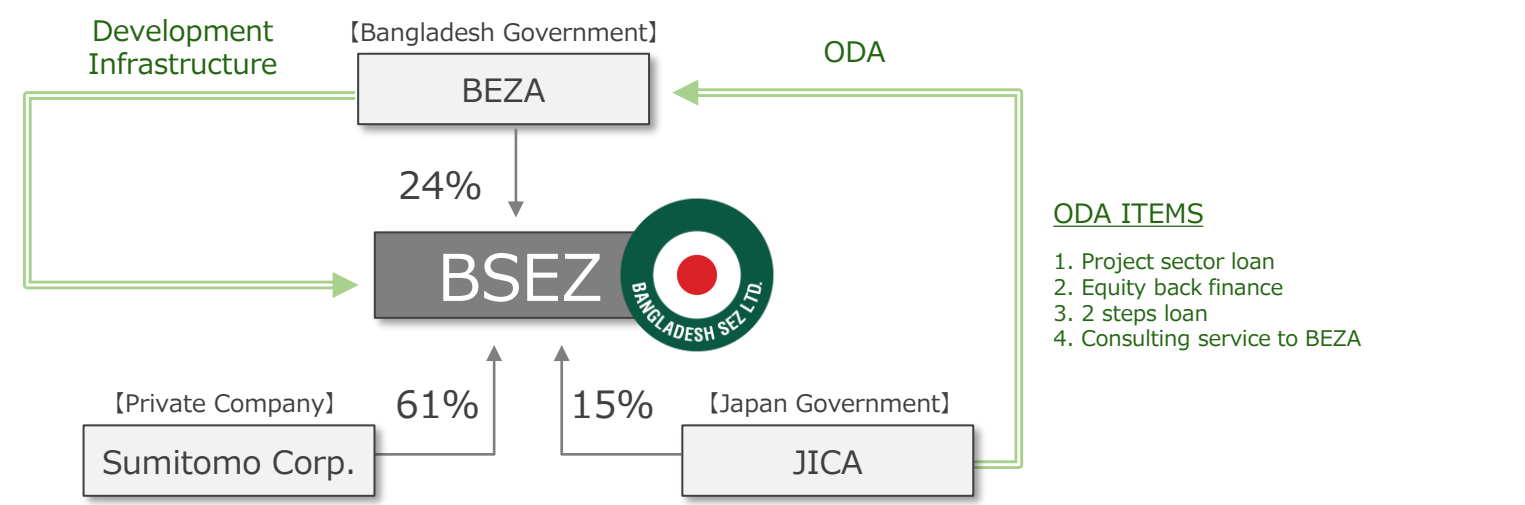 Development
Infrastructure
【Bangladesh Government】
BEZA
ODA
24%
BSEZ
BANGLADESH SEZ LTD.
ODA ITEMS
1. Project sector loan
2. Equity back finance
3. 2 steps loan
4. Consulting service to BEZA
【Private Company】
61%
15%
【Japan Government】
Sumitomo Corp.
JICA